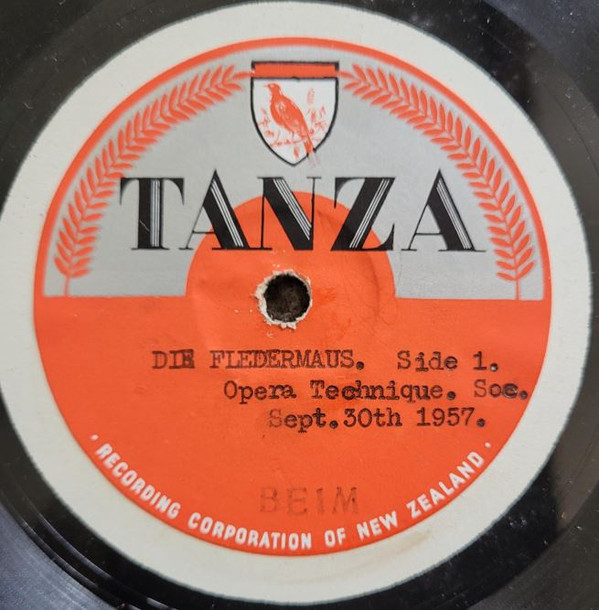 TANZA
DIE FLEDERMAUS. Side 1.
Opera Technique. Soc.
Sept.30th 1957.
BEIM
· RECORDING CORPORATION OF NEW ZEALAND ·